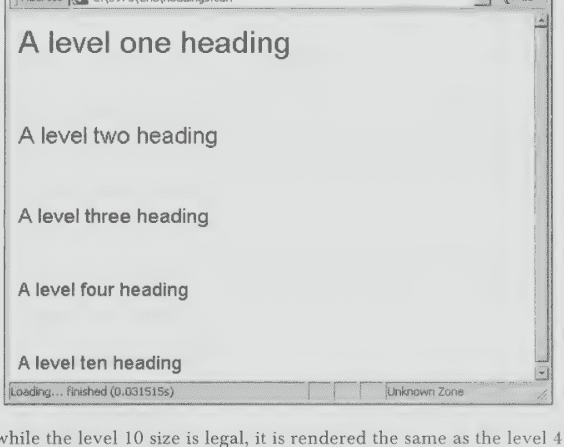 A level one heading
A level two heading
A level three heading
A level four heading
A level ten heading
Loading... finished (0.031515s) Unknown Zone
while the level 10 size is legal, it is rendered the same as the level 4